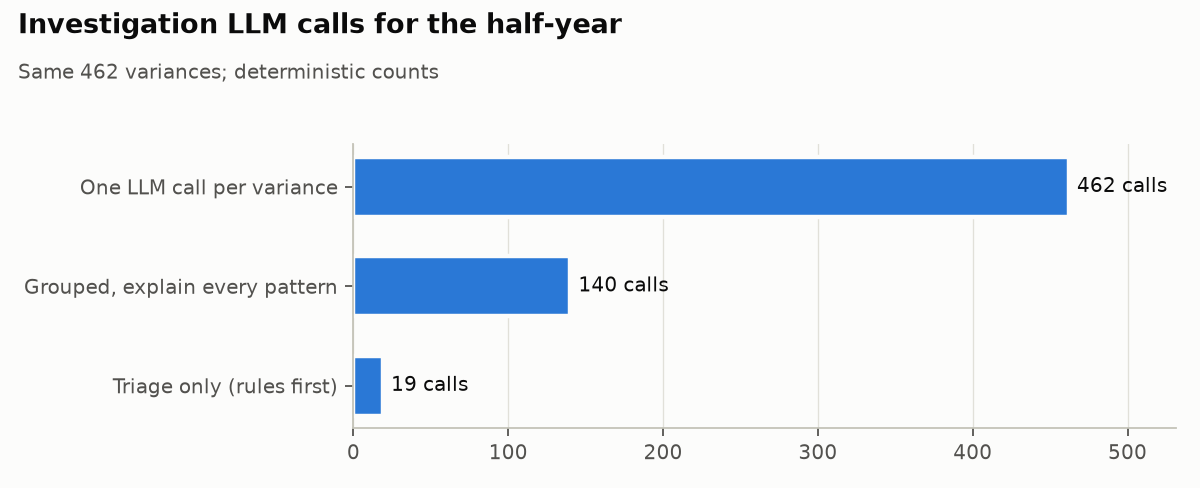 Investigation LLM calls for the half-year
Same 462 variances; deterministic counts
One LLM call per variance
462 calls
Grouped, explain every pattern
140 calls
Triage only (rules first)
19 calls
0 100 200 300 400 500